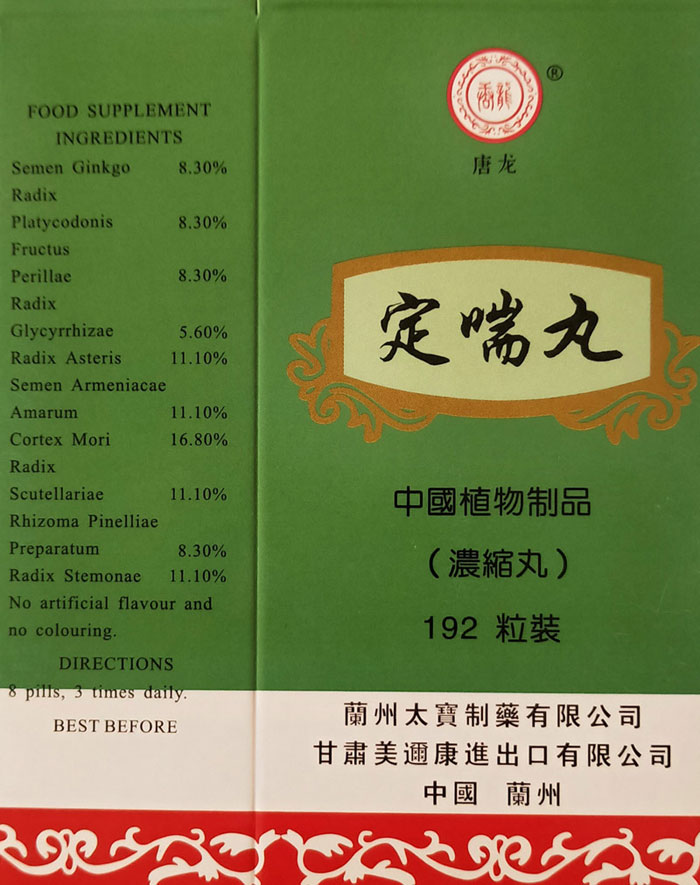 FOOD SUPPLEMENT
INGREDIENTS
Semen Ginkgo 8.30%
Radix
Platycodonis 8.30%
Fructus
Perillae 8.30%
Radix
Glycyrrhizae 5.60%
Radix Asteris 11.10%
Semen Armeniacae
Amarum 11.10%
Cortex Mori 16.80%
Radix
Scutellariae 11.10%
Rhizoma Pinelliae
Preparatum 8.30%
Radix Stemonae 11.10%
No artificial flavour and
no colouring.
DIRECTIONS
8 pills, 3 times daily.
BEST BEFORE
®
唐龙
定喘丸
中國植物制品
（濃縮丸）
192 粒裝
蘭州太寶制藥有限公司
甘肅美邇康進出口有限公司
中國 蘭州